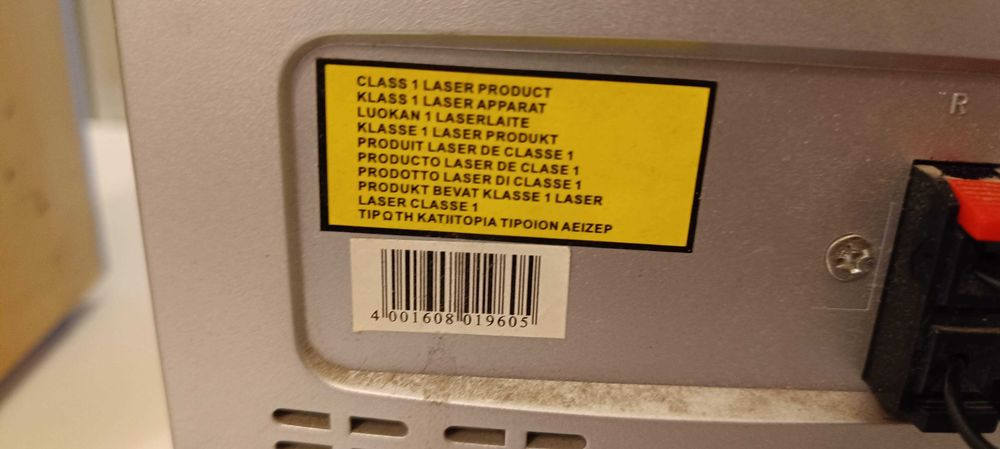 CLASS 1 LASER PRODUCT
KLASS 1 LASER APPARAT
LUOKAN 1 LASERLAITE
KLASSE 1 LASER PRODUKT
PRODUIT LASER DE CLASSE 1
PRODUCTO LASER DE CLASE 1
PRODOTTO LASER DI CLASSE 1
PRODUKT BEVAT KLASSE 1 LASER
LASER CLASSE 1
ΤΙΡΩΤΗ ΚΑΤΙΙΤΟΡΙΑ ΤΙΡΟΙΟΝ ΑΕΙΖΕΡ
4 001608 019605
R